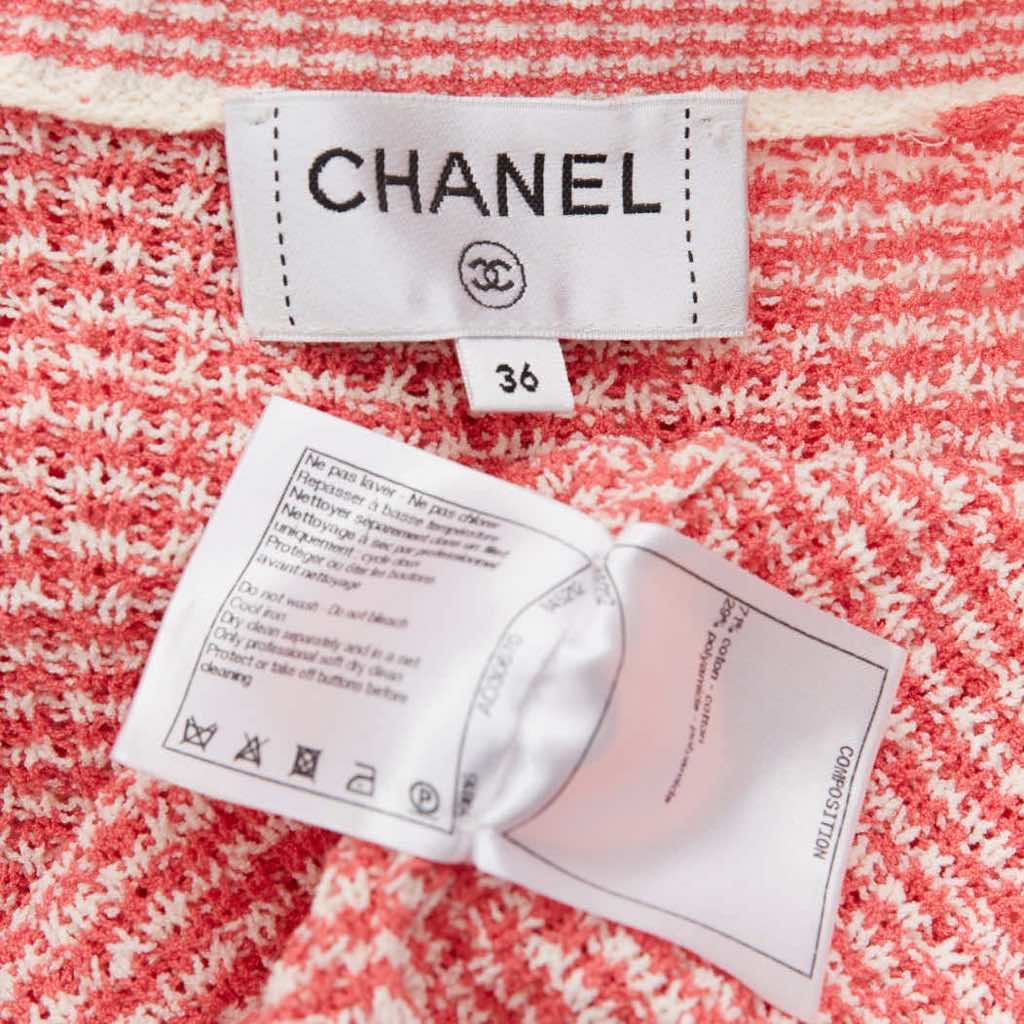 CHANEL
36
Ne pas laver - Ne pas chlorer
Repasser à basse température
Nettoyer séparément dans un filet
Nettoyage à sec par professionnel
uniquement - cycle doux
Protéger ou ôter les boutons
avant nettoyage
Do not wash - Do not bleach
Cool iron
Dry clean separately and in a net
Only professional soft dry clean
Protect or take off buttons before
cleaning
P
71% coton - cotton
29% polyamide - polyamide
COMPOSITION